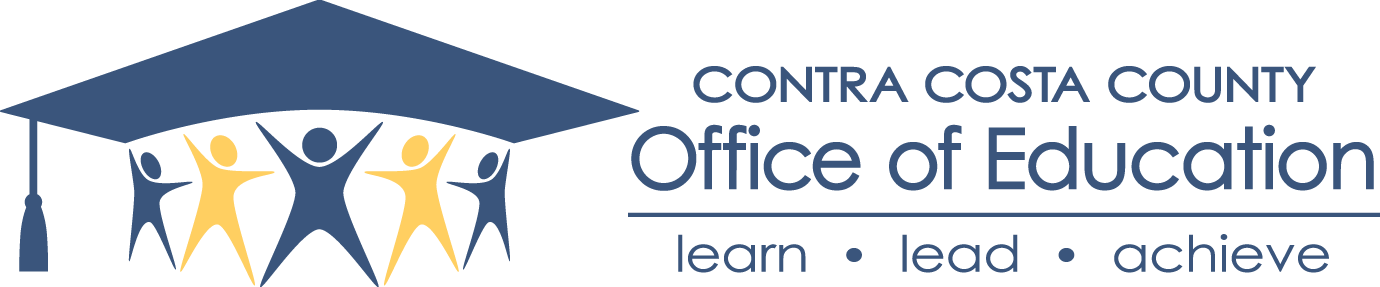 CONTRA COSTA COUNTY
Office of Education
learn • lead • achieve